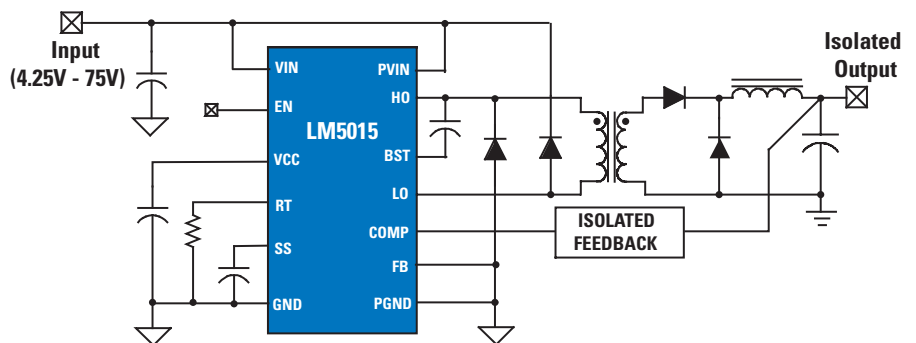 Input
(4.25V - 75V)
Isolated
Output
LM5015
VIN
EN
VCC
RT
SS
GND
PVIN
HO
BST
LO
COMP
FB
PGND
ISOLATED
FEEDBACK